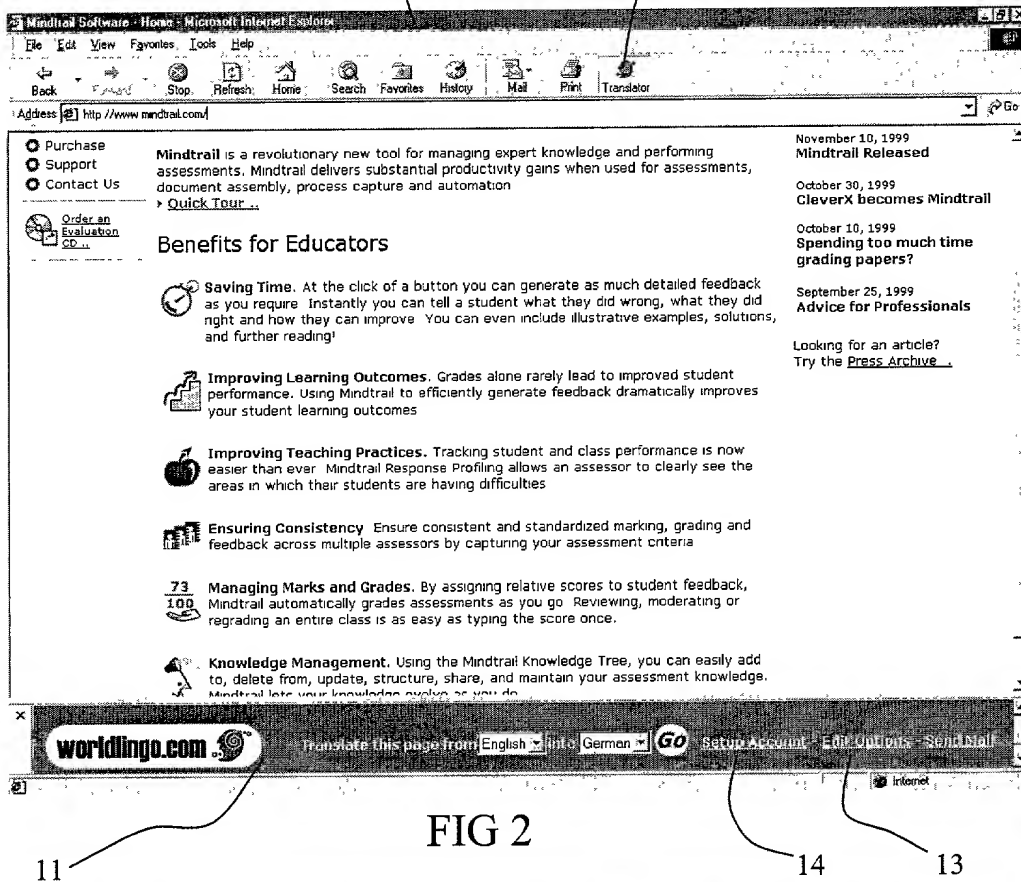 Mindtrail Software - Home - Microsoft Internet Explorer
File Edit View Favorites Tools Help
Back Forward Stop Refresh Home Search Favorites History Mail Print Translator
Address http://www mindtrail.com/ Go
Purchase
Support
Contact Us
Order an
Evaluation
CD ..
Mindtrail is a revolutionary new tool for managing expert knowledge and performing
assessments. Mindtrail delivers substantial productivity gains when used for assessments,
document assembly, process capture and automation
› Quick Tour ..
Benefits for Educators
Saving Time. At the click of a button you can generate as much detailed feedback
as you require Instantly you can tell a student what they did wrong, what they did
right and how they can improve You can even include illustrative examples, solutions,
and further reading!
Improving Learning Outcomes. Grades alone rarely lead to improved student
performance. Using Mindtrail to efficiently generate feedback dramatically improves
your student learning outcomes
Improving Teaching Practices. Tracking student and class performance is now
easier than ever Mindtrail Response Profiling allows an assessor to clearly see the
areas in which their students are having difficulties
Ensuring Consistency Ensure consistent and standardized marking, grading and
feedback across multiple assessors by capturing your assessment criteria
73
100
Managing Marks and Grades. By assigning relative scores to student feedback,
Mindtrail automatically grades assessments as you go Reviewing, moderating or
regrading an entire class is as easy as typing the score once.
Knowledge Management. Using the Mindtrail Knowledge Tree, you can easily add
to, delete from, update, structure, share, and maintain your assessment knowledge.
Mindtrail lets your knowledge evolve as you do
November 10, 1999
Mindtrail Released
October 30, 1999
CleverX becomes Mindtrail
October 10, 1999
Spending too much time
grading papers?
September 25, 1999
Advice for Professionals
Looking for an article?
Try the Press Archive ..
worldlingo.com Translate this page from English into German GO Setup Account - Edit Options - Send Mail
Internet
FIG 2
11 14 13